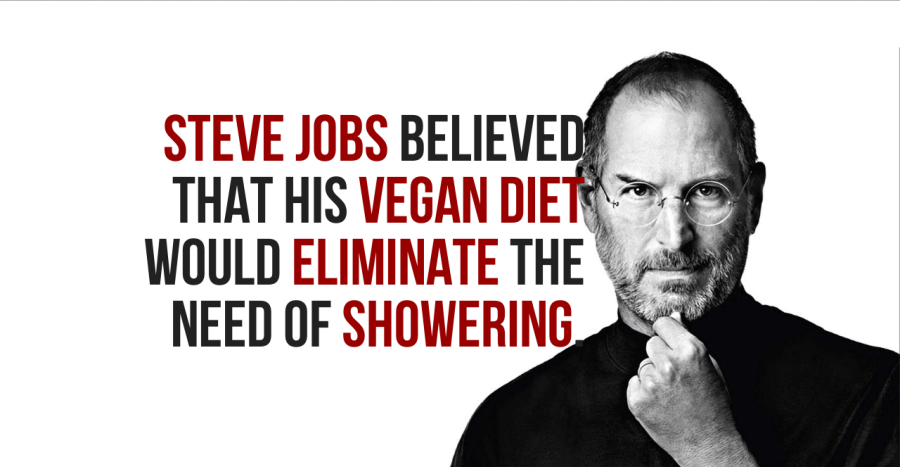 STEVE JOBS BELIEVED
THAT HIS VEGAN DIET
WOULD ELIMINATE THE
NEED OF SHOWERING.